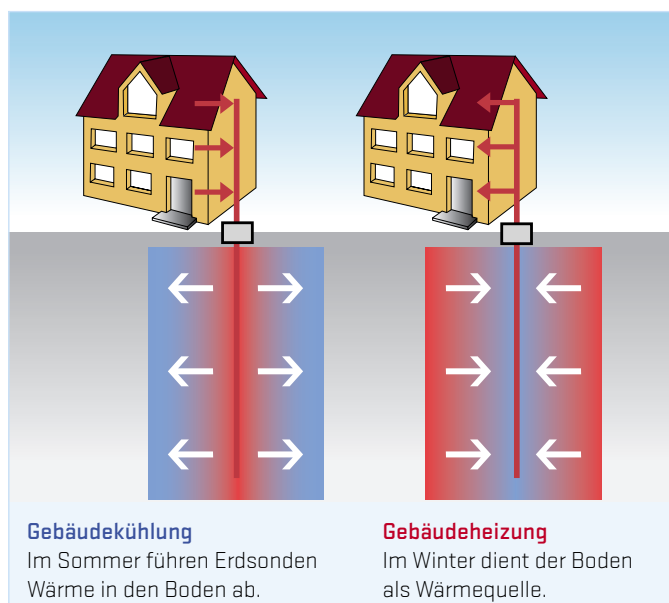 Gebäudekühlung
Im Sommer führen Erdsonden
Wärme in den Boden ab.
Gebäudeheizung
Im Winter dient der Boden
als Wärmequelle.